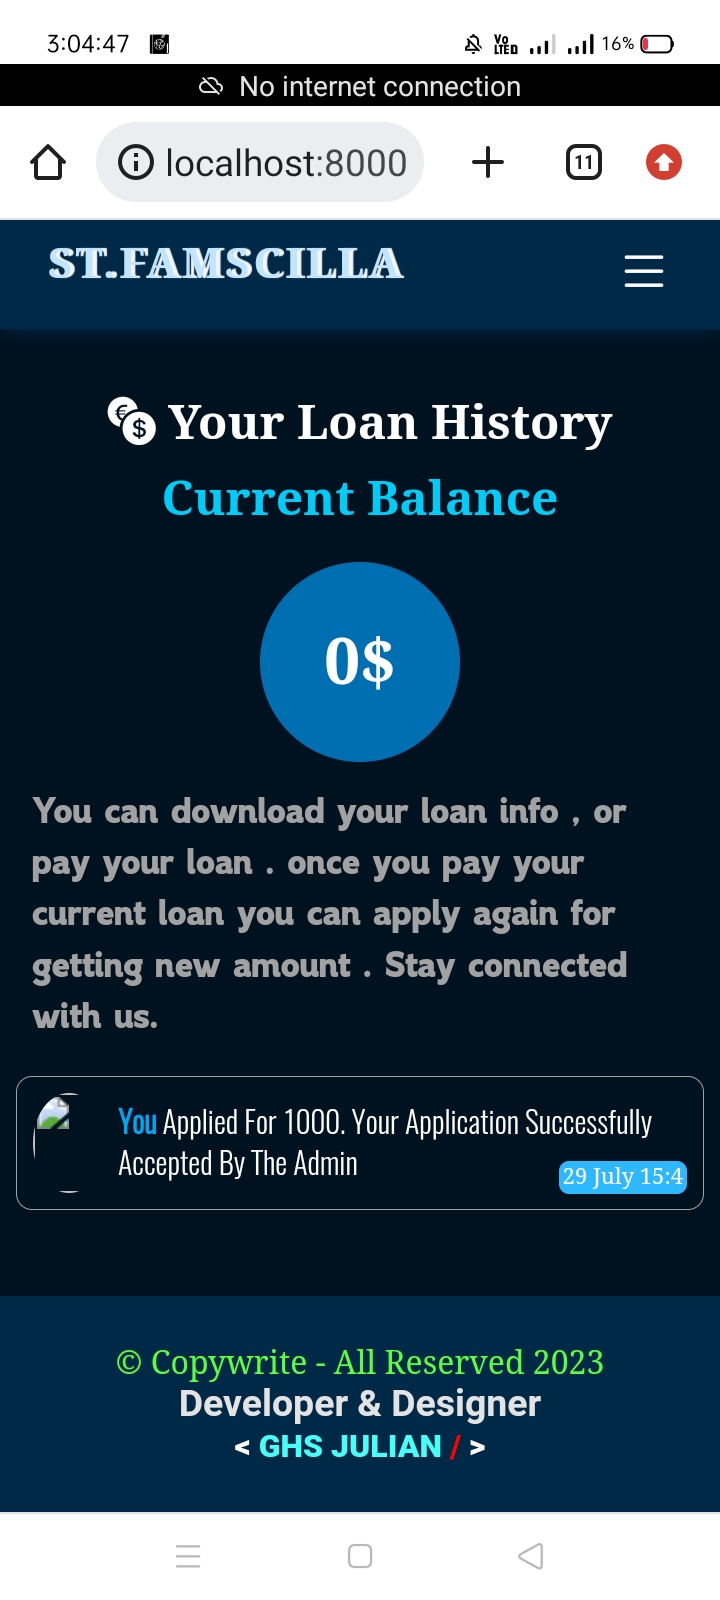 3:04:47
Vo LTED 16%
No internet connection
localhost:8000
11
ST.FAMSCILLA
€ $ Your Loan History
Current Balance
0$
You can download your loan info , or
pay your loan . once you pay your
current loan you can apply again for
getting new amount . Stay connected
with us.
You Applied For 1000. Your Application Successfully
Accepted By The Admin
29 July 15:4
© Copywrite - All Reserved 2023
Developer & Designer
< GHS JULIAN / >